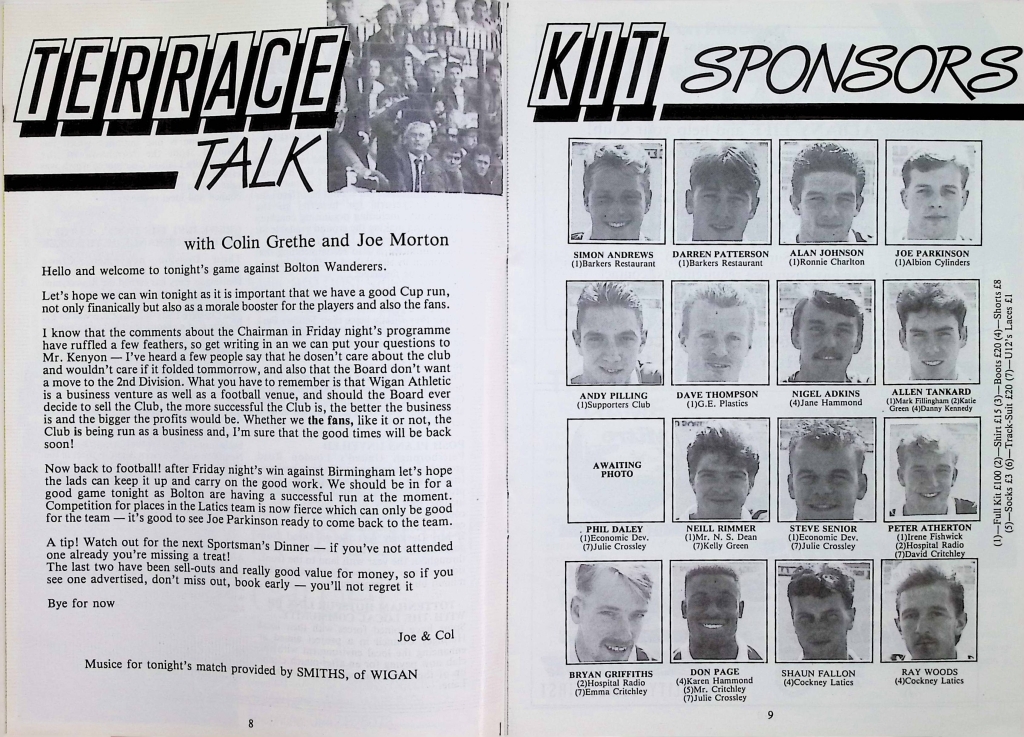 TERRACE
TALK
with Colin Grethe and Joe Morton
Hello and welcome to tonight's game against Bolton Wanderers.
Let's hope we can win tonight as it is important that we have a good Cup run,
not only finanically but also as a morale booster for the players and also the fans.
I know that the comments about the Chairman in Friday night's programme
have ruffled a few feathers, so get writing in an we can put your questions to
Mr. Kenyon — I've heard a few people say that he dosen't care about the club
and wouldn't care if it folded tommorrow, and also that the Board don't want
a move to the 2nd Division. What you have to remember is that Wigan Athletic
is a business venture as well as a football venue, and should the Board ever
decide to sell the Club, the more successful the Club is, the better the business
is and the bigger the profits would be. Whether we the fans, like it or not, the
Club is being run as a business and, I'm sure that the good times will be back
soon!
Now back to football! after Friday night's win against Birmingham let's hope
the lads can keep it up and carry on the good work. We should be in for a
good game tonight as Bolton are having a successful run at the moment.
Competition for places in the Latics team is now fierce which can only be good
for the team — it's good to see Joe Parkinson ready to come back to the team.
A tip! Watch out for the next Sportsman's Dinner — if you've not attended
one already you're missing a treat!
The last two have been sell-outs and really good value for money, so if you
see one advertised, don't miss out, book early — you'll not regret it
Bye for now
Joe & Col
Musice for tonight's match provided by SMITHS, of WIGAN
8
KIT SPONSORS
SIMON ANDREWS
(1)Barkers Restaurant
DARREN PATTERSON
(1)Barkers Restaurant
ALAN JOHNSON
(1)Ronnie Charlton
JOE PARKINSON
(1)Albion Cylinders
ANDY PILLING
(1)Supporters Club
DAVE THOMPSON
(1)G.E. Plastics
NIGEL ADKINS
(4)Jane Hammond
ALLEN TANKARD
(1)Mark Fillingham (2)Katie
Green (4)Danny Kennedy
AWAITING
PHOTO
PHIL DALEY
(1)Economic Dev.
(7)Julie Crossley
NEILL RIMMER
(1)Mr. N. S. Dean
(7)Kelly Green
STEVE SENIOR
(1)Economic Dev.
(7)Julie Crossley
PETER ATHERTON
(1)Irene Fishwick
(2)Hospital Radio
(7)David Critchley
BRYAN GRIFFITHS
(2)Hospital Radio
(7)Emma Critchley
DON PAGE
(4)Karen Hammond
(5)Mr. Critchley
(7)Julie Crossley
SHAUN FALLON
(4)Cockney Latics
RAY WOODS
(4)Cockney Latics
(1)—Full Kit £100 (2)—Shirt £15 (3)—Boots £20 (4)—Shorts £8
(5)—Socks £3 (6)—Track-Suit £20 (7)—U12's Laces £1
9